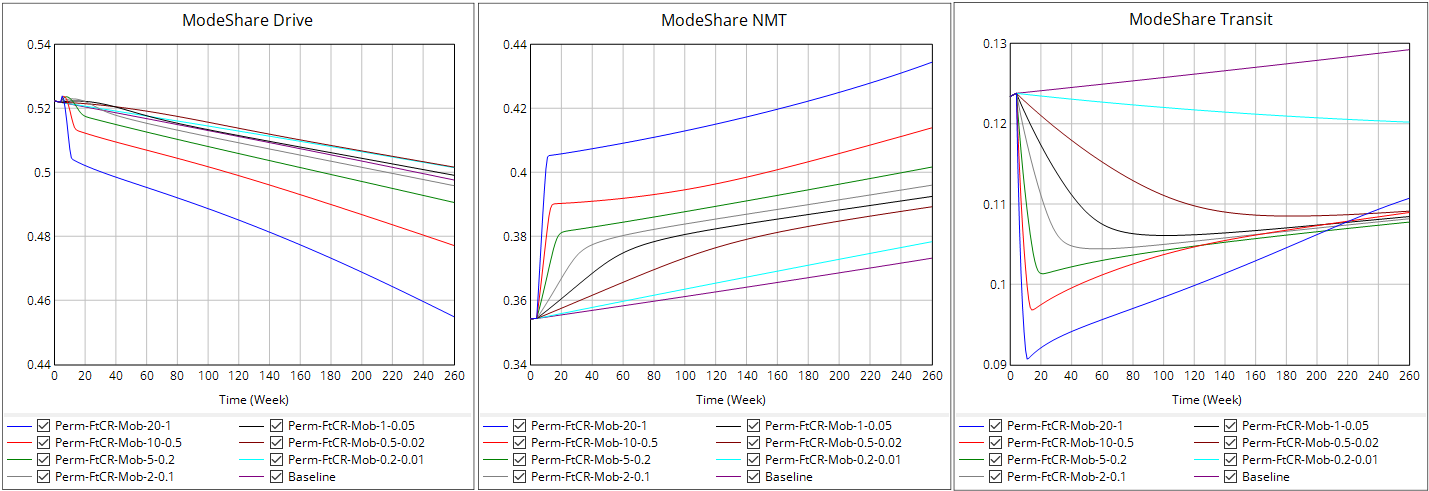 ModeShare Drive
0.54
0.52
0.5
0.48
0.46
0.44
0 20 40 60 80 100 120 140 160 180 200 220 240 260
Time (Week)
Perm-FtCR-Mob-20-1 Perm-FtCR-Mob-1-0.05
Perm-FtCR-Mob-10-0.5 Perm-FtCR-Mob-0.5-0.02
Perm-FtCR-Mob-5-0.2 Perm-FtCR-Mob-0.2-0.01
Perm-FtCR-Mob-2-0.1 Baseline
ModeShare NMT
0.44
0.42
0.4
0.38
0.36
0.34
0 20 40 60 80 100 120 140 160 180 200 220 240 260
Time (Week)
Perm-FtCR-Mob-20-1 Perm-FtCR-Mob-1-0.05
Perm-FtCR-Mob-10-0.5 Perm-FtCR-Mob-0.5-0.02
Perm-FtCR-Mob-5-0.2 Perm-FtCR-Mob-0.2-0.01
Perm-FtCR-Mob-2-0.1 Baseline
ModeShare Transit
0.13
0.12
0.11
0.1
0.09
0 20 40 60 80 100 120 140 160 180 200 220 240 260
Time (Week)
Perm-FtCR-Mob-20-1 Perm-FtCR-Mob-1-0.05
Perm-FtCR-Mob-10-0.5 Perm-FtCR-Mob-0.5-0.02
Perm-FtCR-Mob-5-0.2 Perm-FtCR-Mob-0.2-0.01
Perm-FtCR-Mob-2-0.1 Baseline